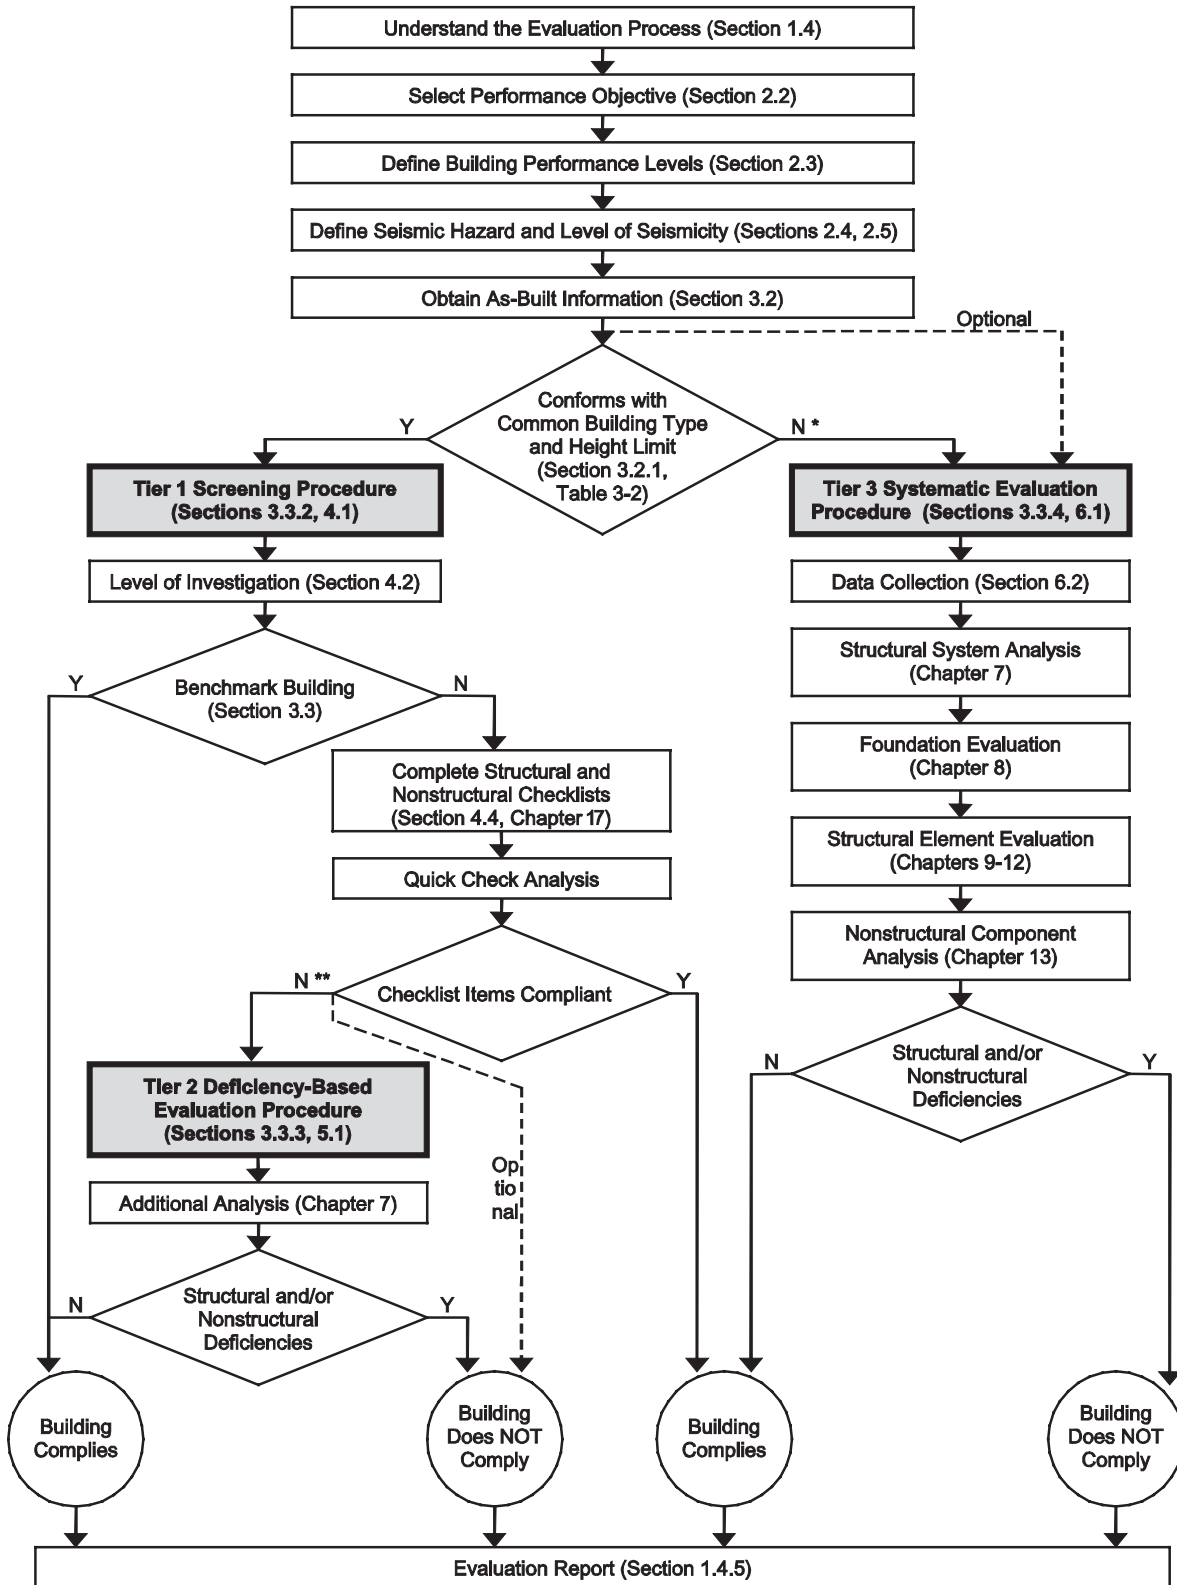 Understand the Evaluation Process (Section 1.4)
Select Performance Objective (Section 2.2)
Define Building Performance Levels (Section 2.3)
Define Seismic Hazard and Level of Seismicity (Sections 2.4, 2.5)
Obtain As-Built Information (Section 3.2)
Optional
Conforms with
Common Building Type
and Height Limit
(Section 3.2.1,
Table 3-2)
Y
N *
Tier 1 Screening Procedure
(Sections 3.3.2, 4.1)
Tier 3 Systematic Evaluation
Procedure (Sections 3.3.4, 6.1)
Level of Investigation (Section 4.2)
Data Collection (Section 6.2)
Y
Benchmark Building
(Section 3.3)
N
Structural System Analysis
(Chapter 7)
Complete Structural and
Nonstructural Checklists
(Section 4.4, Chapter 17)
Foundation Evaluation
(Chapter 8)
Quick Check Analysis
Structural Element Evaluation
(Chapters 9-12)
Nonstructural Component
Analysis (Chapter 13)
N **
Checklist Items Compliant
Y
Tier 2 Deficiency-Based
Evaluation Procedure
(Sections 3.3.3, 5.1)
N
Structural and/or
Nonstructural
Deficiencies
Y
Op
tio
nal
Additional Analysis (Chapter 7)
N
Structural and/or
Nonstructural
Deficiencies
Y
Building
Complies
Building
Does NOT
Comply
Building
Complies
Building
Does NOT
Comply
Evaluation Report (Section 1.4.5)